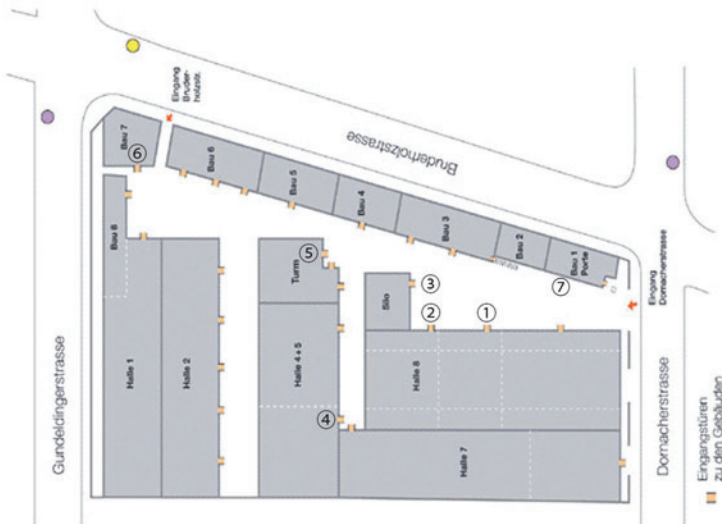 Gundeldingerstrasse
Bau 7
⑥
Eingang
Bruder-
holzstr.
Bruderholzstrasse
Bau 6
Bau 5
Bau 4
Bau 3
Bau 2
Bau 1
Porte
⑦
Bau 8
Halle 1
Halle 2
Turm
⑤
Halle 4+5
④
Silo
③
②
①
Halle 8
Halle 7
Eingang
Dornacherstrasse
Dornacherstrasse
Eingangstüren
zu den Gebäuden